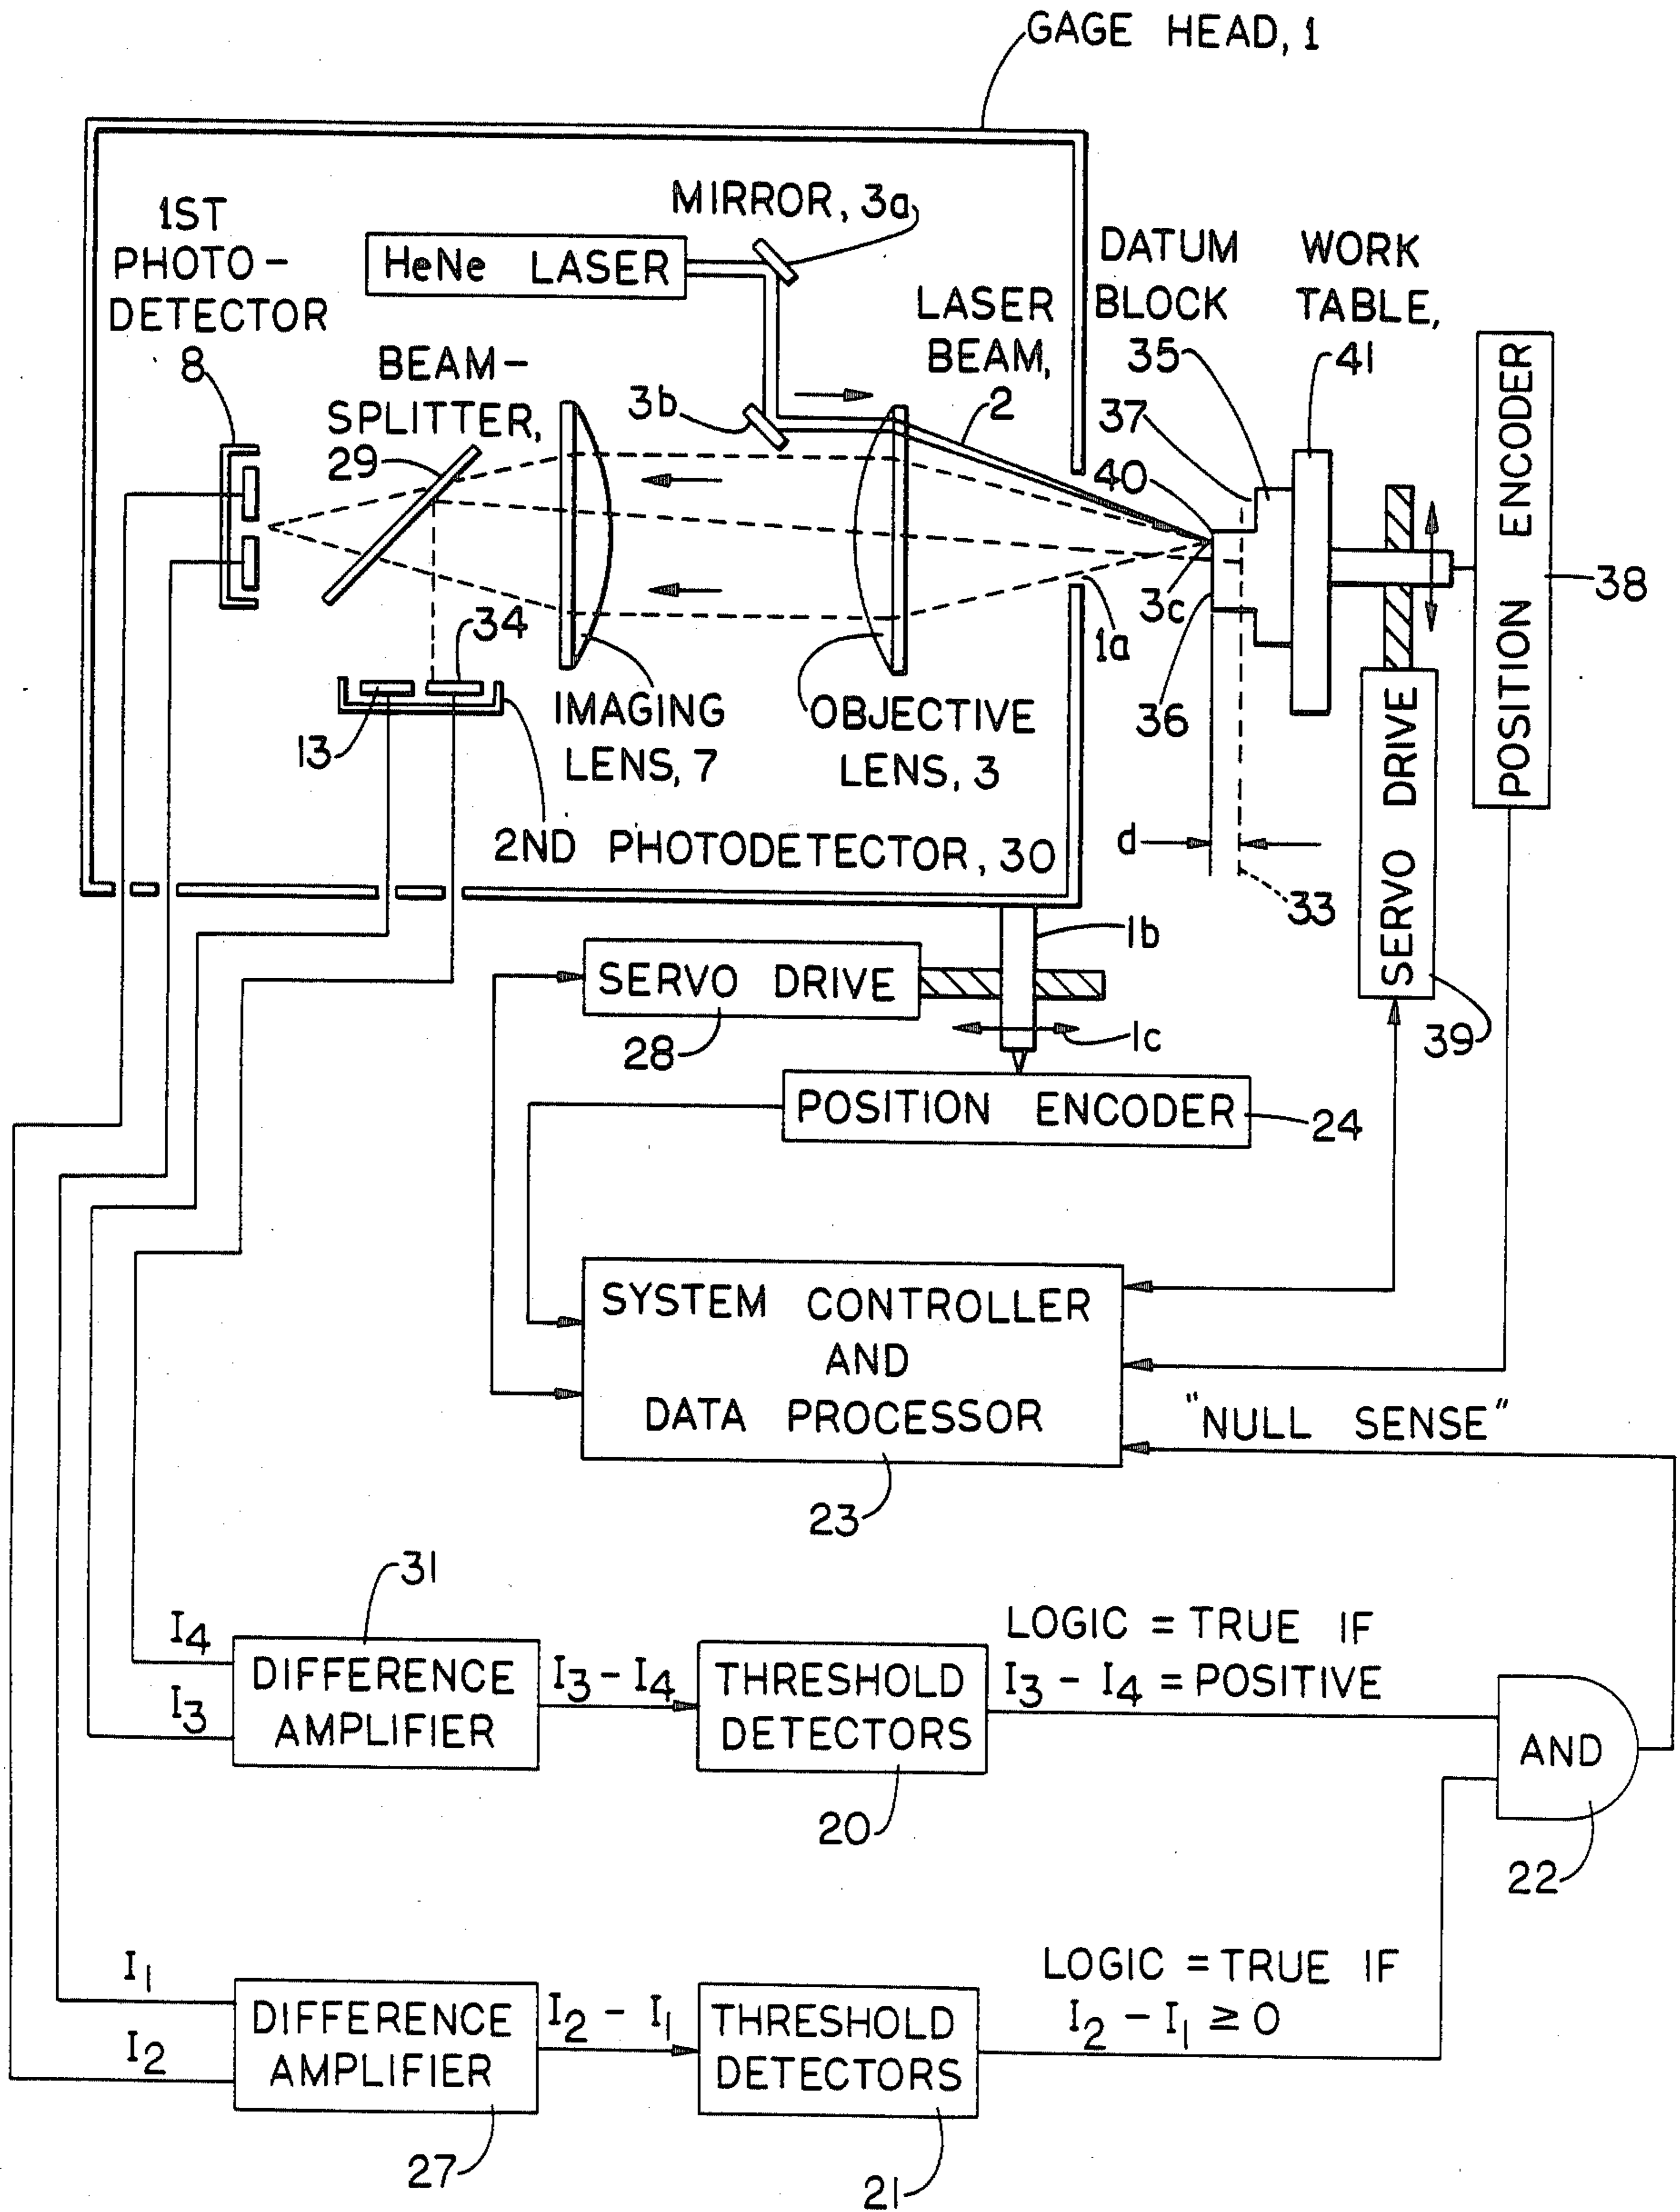 GAGE HEAD, 1
MIRROR, 3a
1ST
PHOTO-
DETECTOR
8
HeNe LASER
BEAM-
SPLITTER,
29
3b
LASER
BEAM,
2
DATUM
BLOCK
35
37
40
WORK
TABLE,
41
POSITION ENCODER
38
3c
1a
36
34
13
IMAGING
LENS, 7
OBJECTIVE
LENS, 3
2ND PHOTODETECTOR, 30
d
33
SERVO DRIVE
39
1b
SERVO DRIVE
28
1c
POSITION ENCODER
24
SYSTEM CONTROLLER
AND
DATA PROCESSOR
23
"NULL SENSE"
31
I4
I3
DIFFERENCE
AMPLIFIER
I3 - I4
THRESHOLD
DETECTORS
20
LOGIC = TRUE IF
I3 - I4 = POSITIVE
AND
22
I1
I2
DIFFERENCE
AMPLIFIER
27
I2 - I1
THRESHOLD
DETECTORS
21
LOGIC = TRUE IF
I2 - I1 ≥ 0